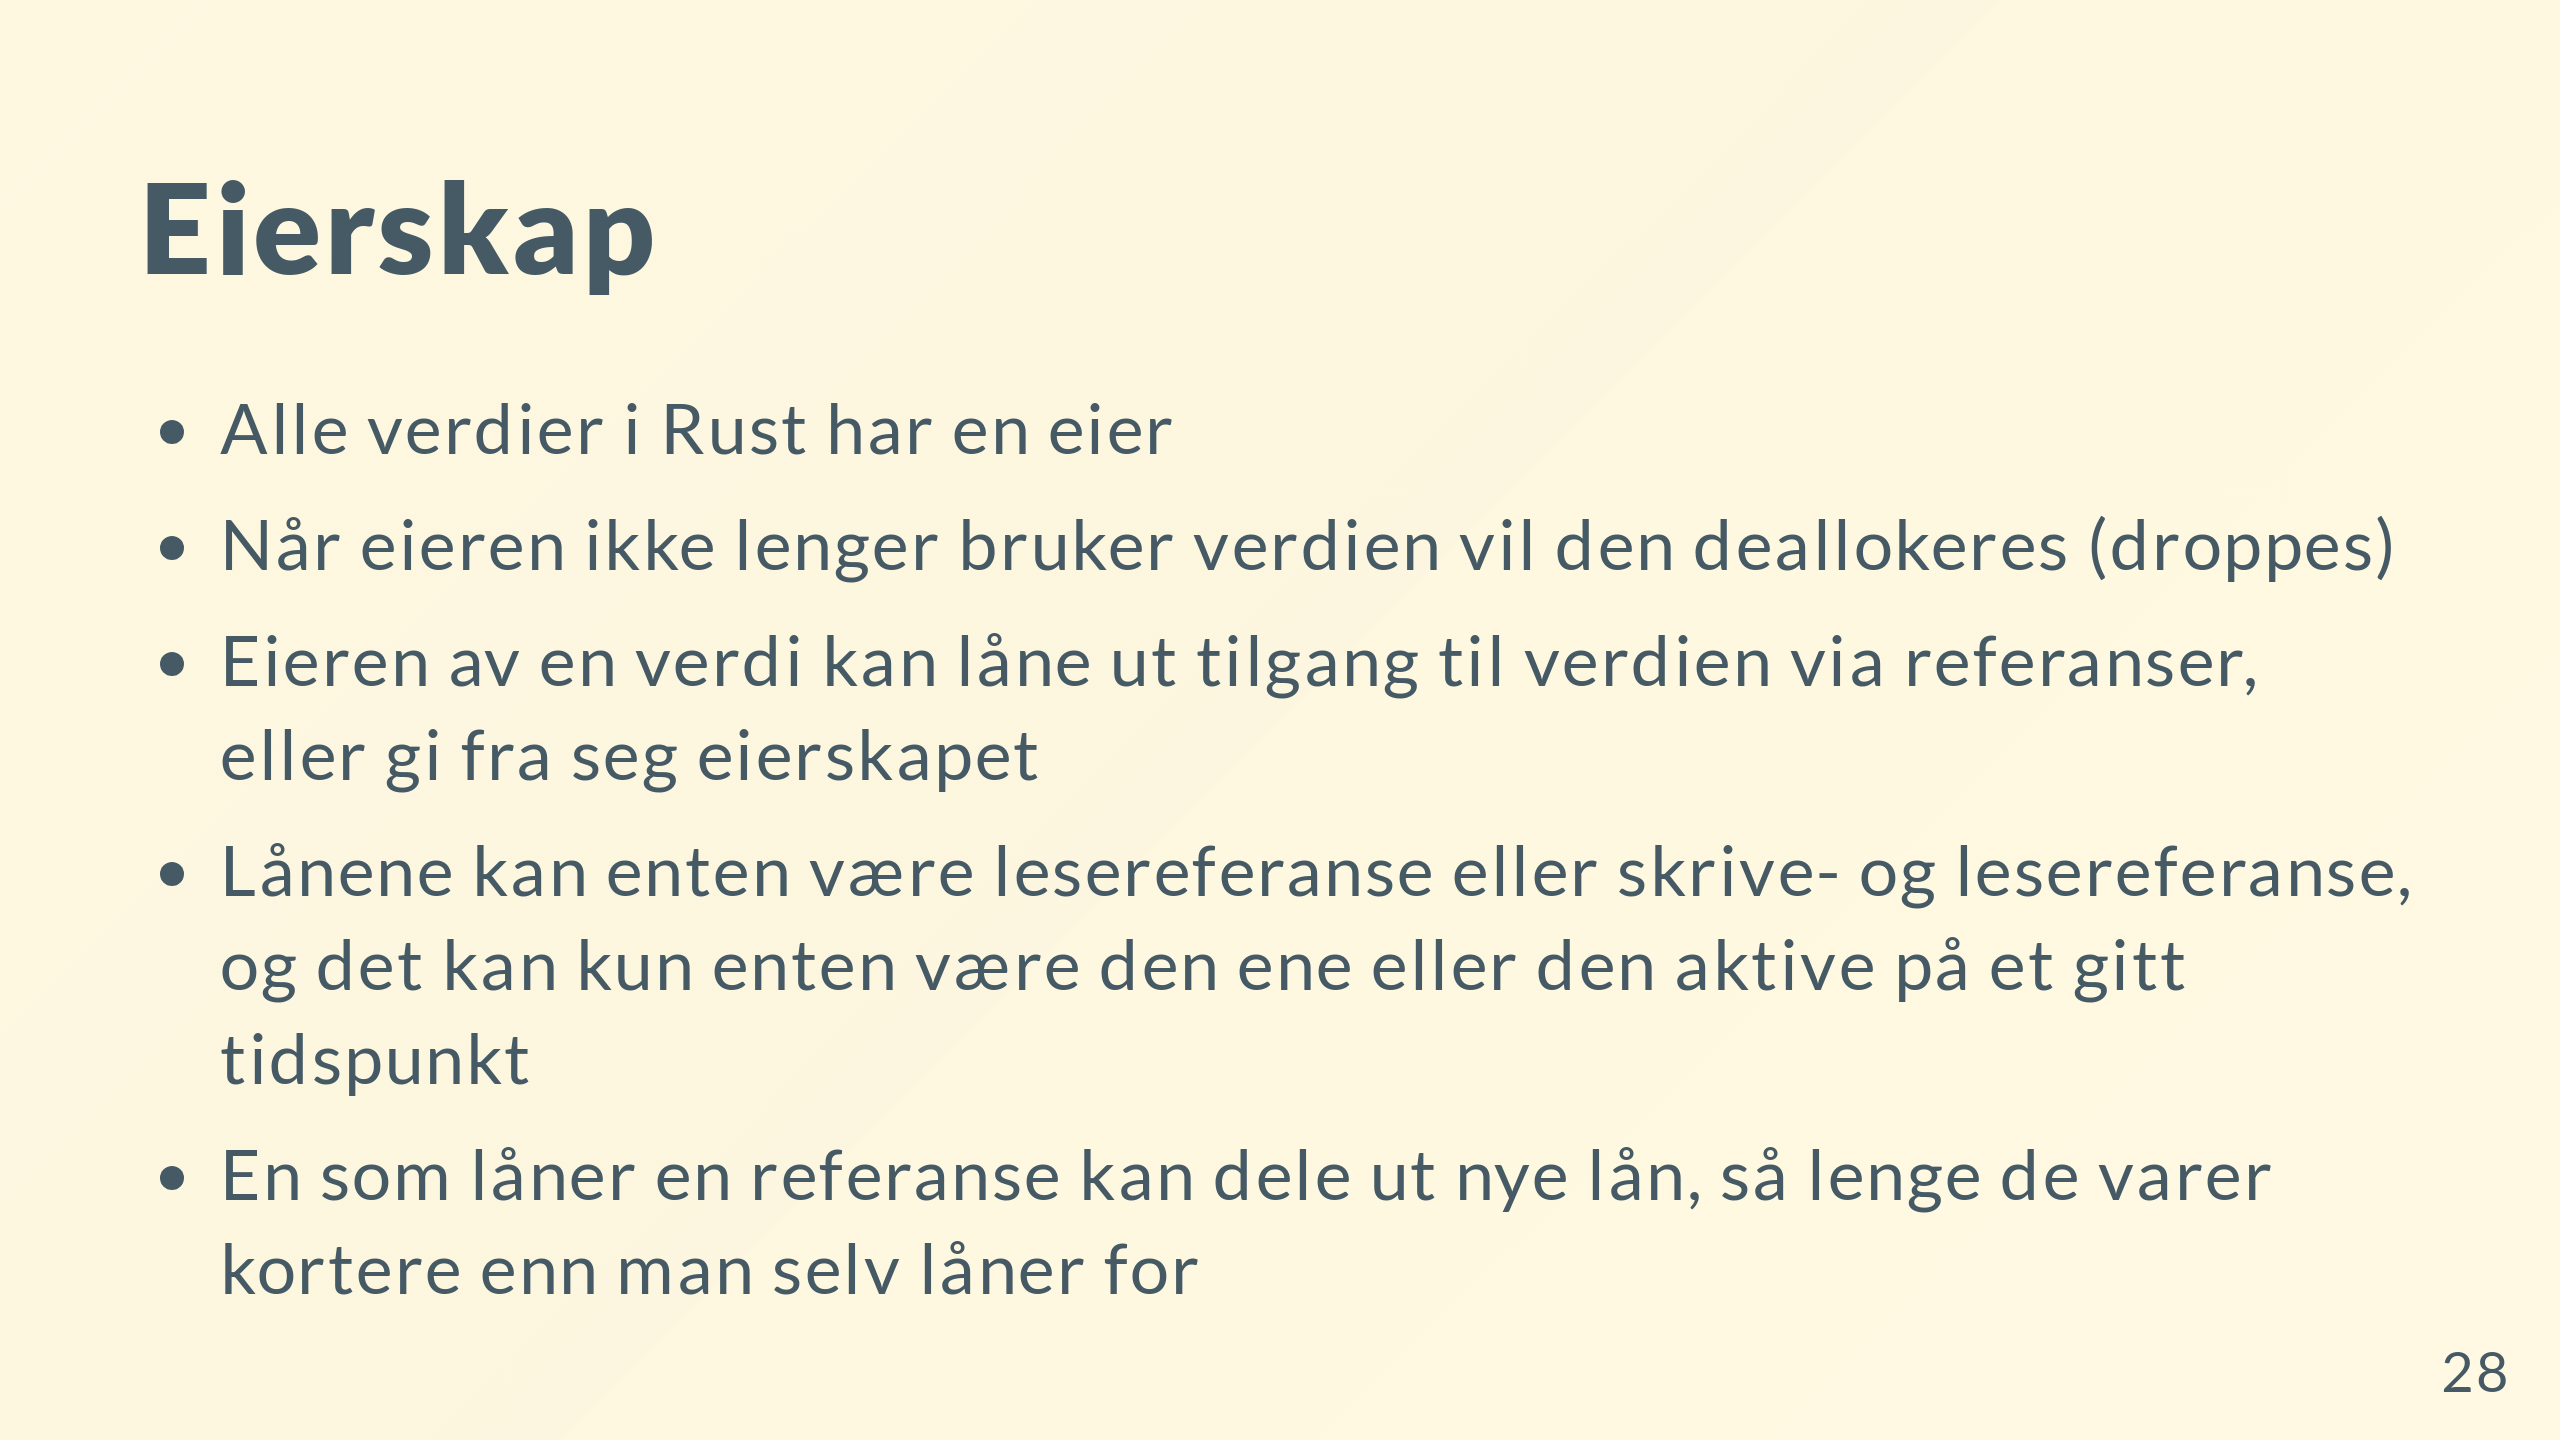 Eierskap
• Alle verdier i Rust har en eier
• Når eieren ikke lenger bruker verdien vil den deallokeres (droppes)
• Eieren av en verdi kan låne ut tilgang til verdien via referanser,
eller gi fra seg eierskapet
• Lånene kan enten være lesereferanse eller skrive- og lesereferanse,
og det kan kun enten være den ene eller den aktive på et gitt
tidspunkt
• En som låner en referanse kan dele ut nye lån, så lenge de varer
kortere enn man selv låner for
28